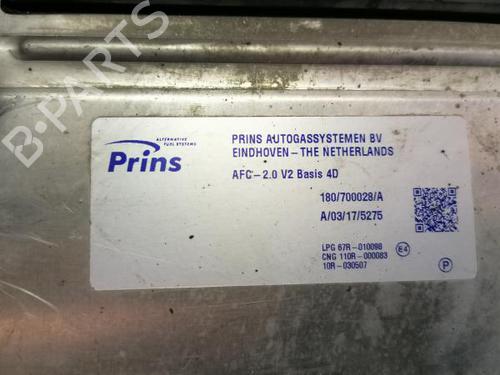 ALTERNATIVE
FUEL SYSTEMS
Prins
PRINS AUTOGASSYSTEMEN BV
EINDHOVEN - THE NETHERLANDS
AFC - 2.0 V2 Basis 4D
180/700028/A
A/03/17/5275
LPG 67R-010098
CNG 110R-000083
10R-030507
E4
P
B-Parts